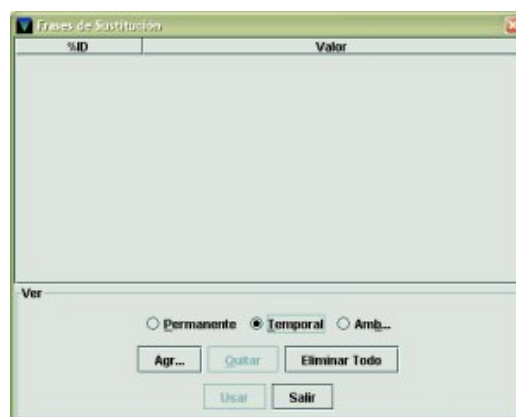 Frases de Sustitución
%ID Valor
Ver
Permanente Temporal Amb...
Agr... Quitar Eliminar Todo
Usar Salir